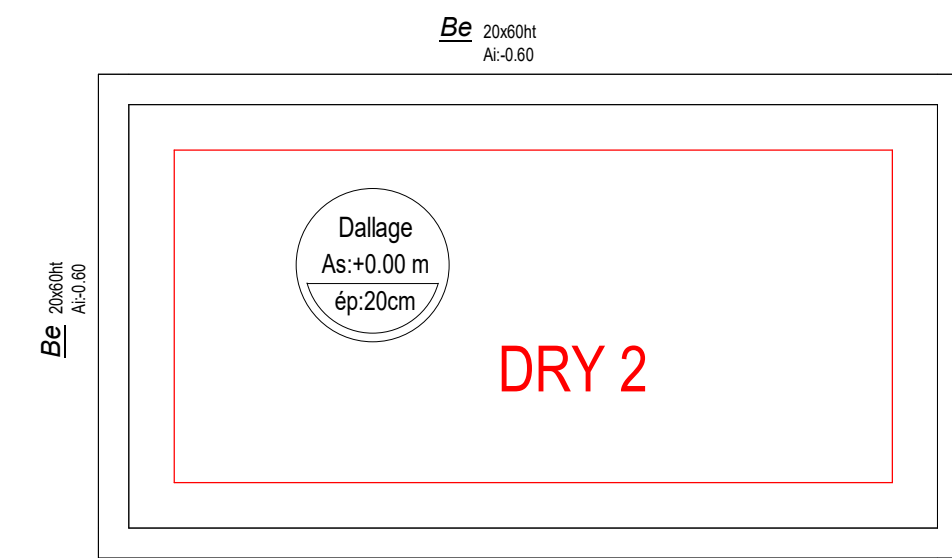 Be 20x60ht
Ai:-0.60
Dallage
As:+0.00 m
ép:20cm
Be 20x60ht
Ai:-0.60
DRY 2